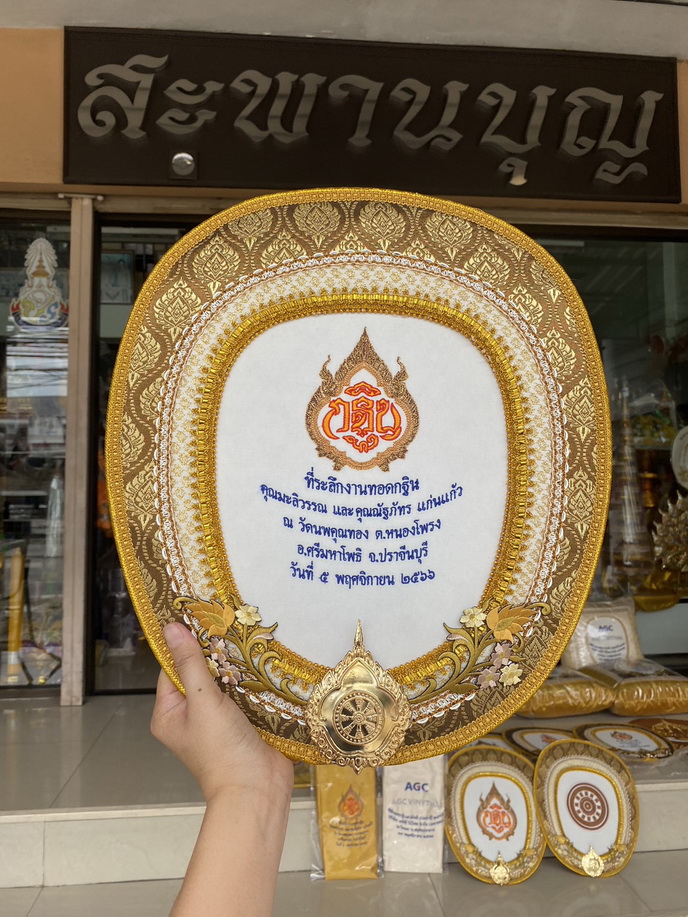 สะพานบุญ
กฐิน
ที่ระลึกงานทอดกฐิน
คุณมะลิวรรณ และคุณณัฐภัทร แก่นแก้ว
ณ วัดนพคุณทอง ต.หนองโพรง
อ.ศรีมหาโพธิ จ.ปราจีนบุรี
วันที่ ๕ พฤศจิกายน ๒๕๖๖
AGC
AGC
กฐิน